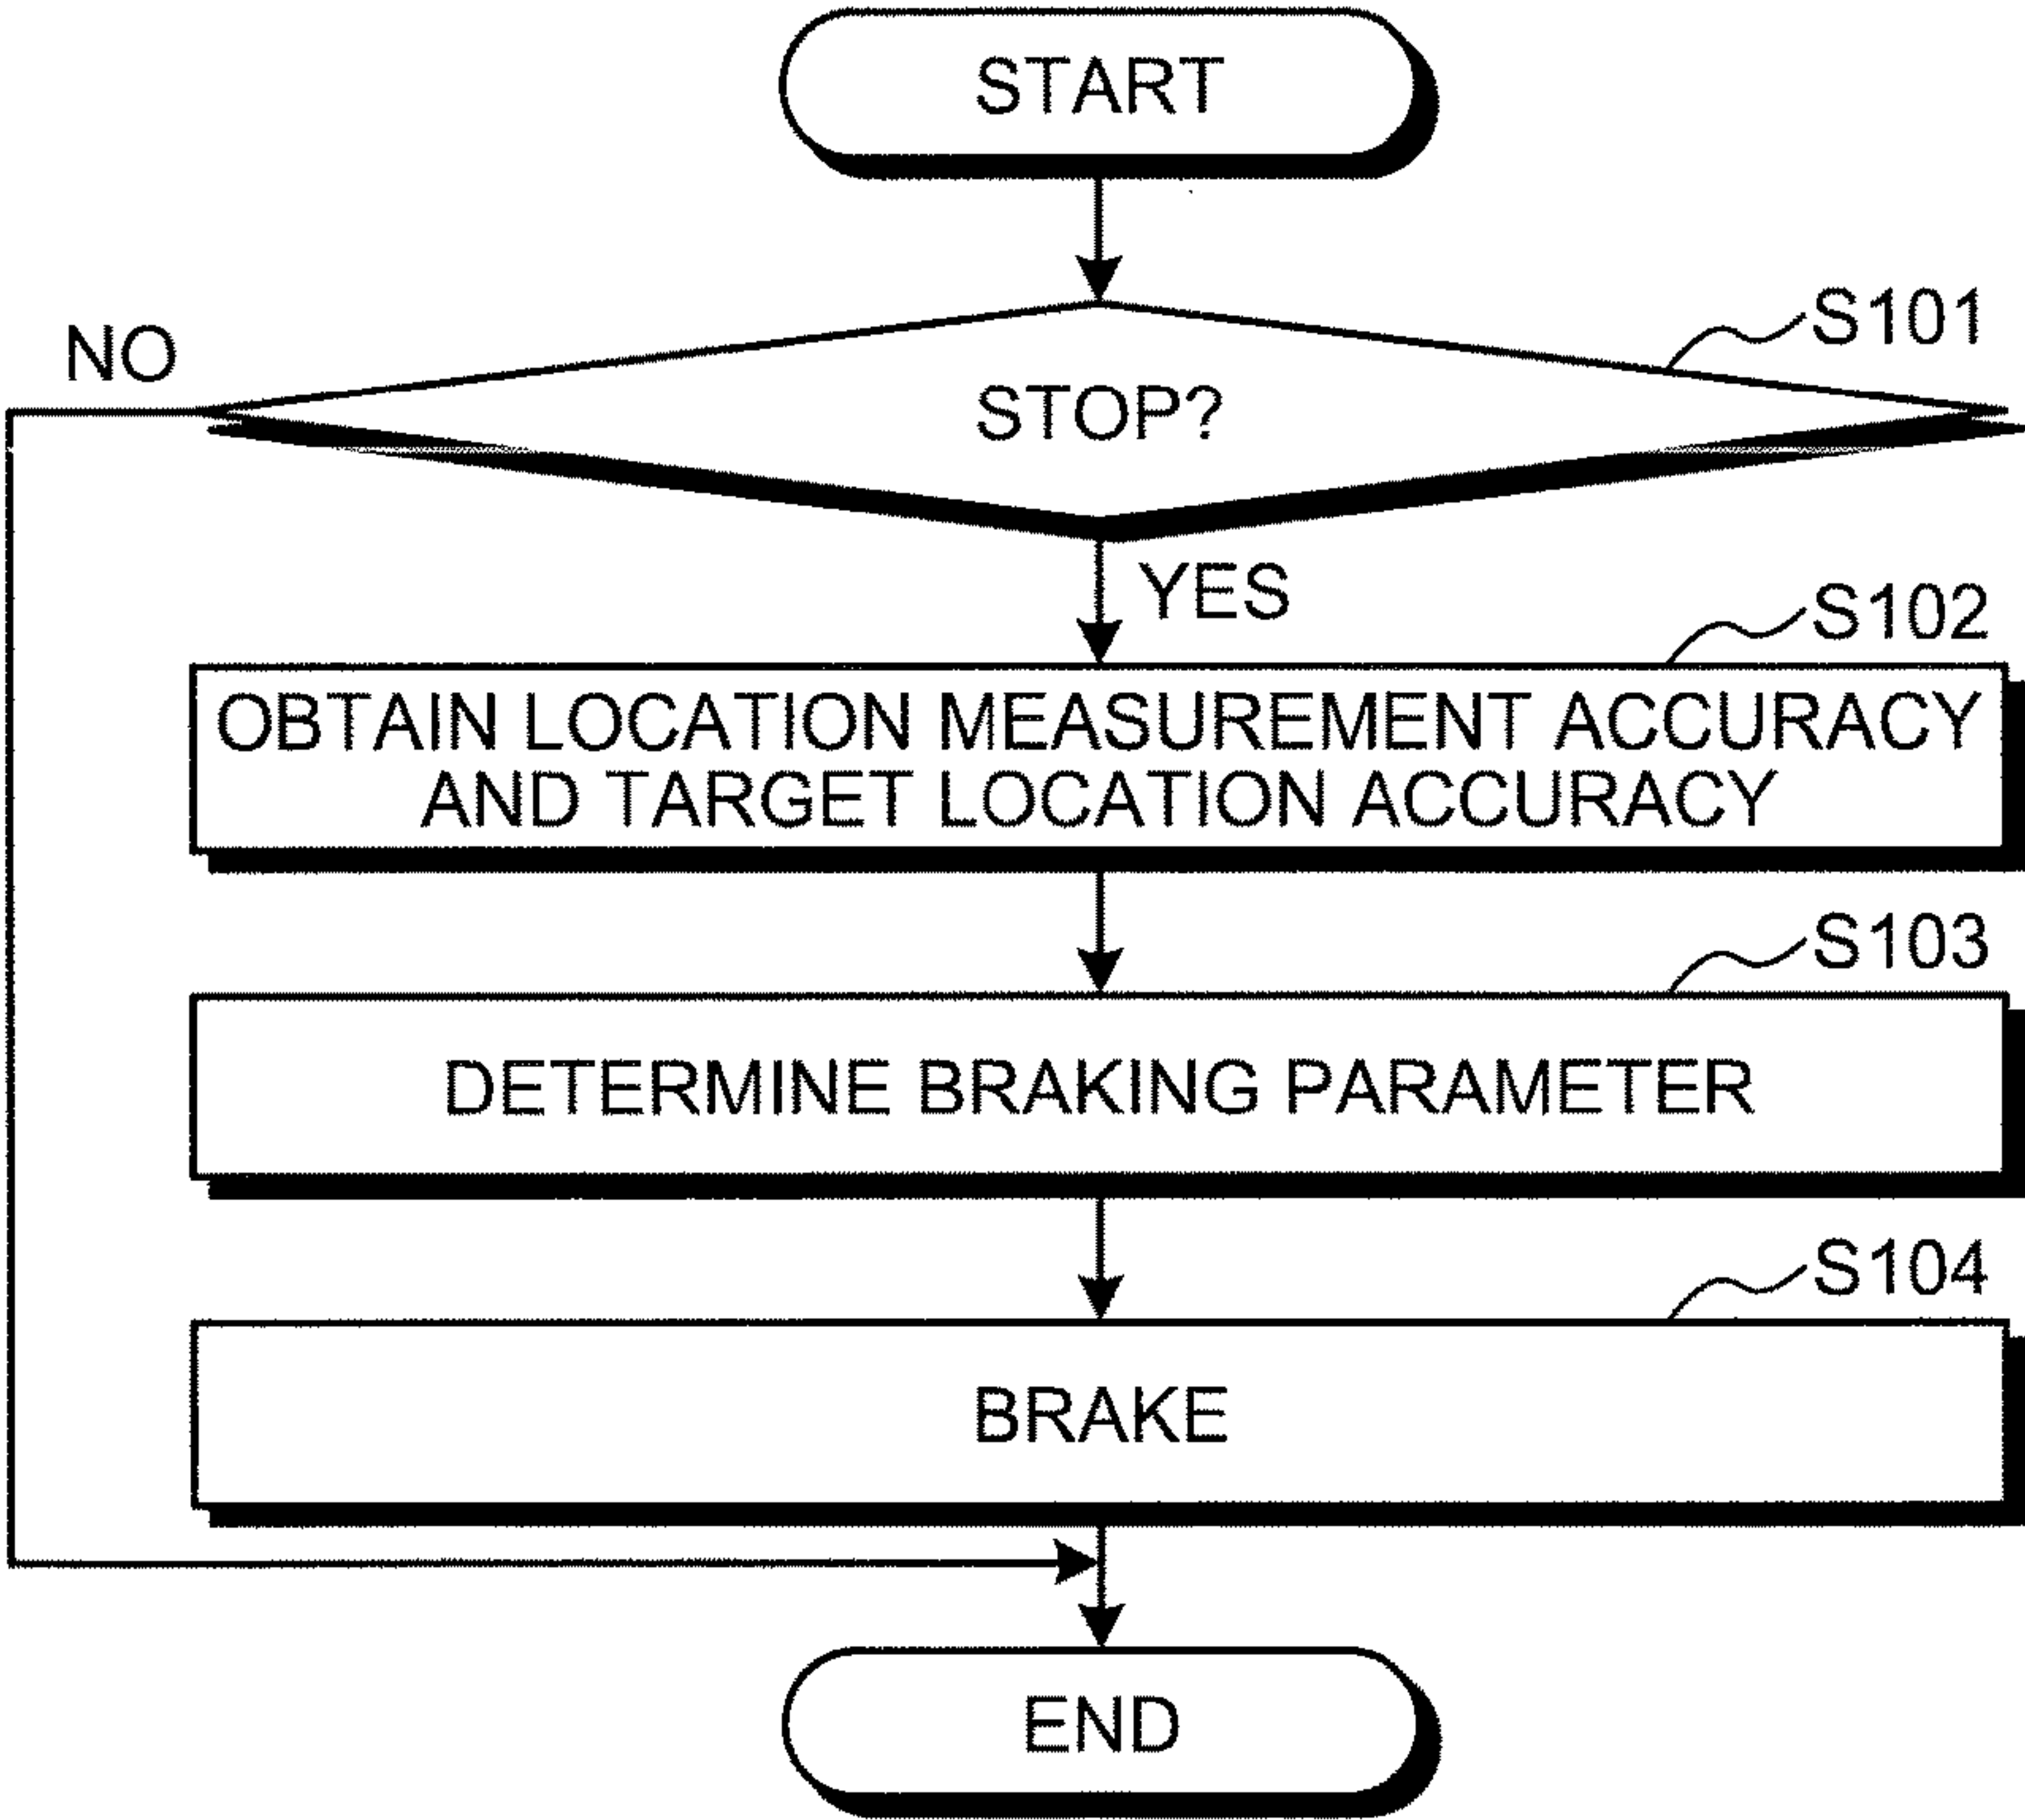 START
NO
S101
STOP?
YES
S102
OBTAIN LOCATION MEASUREMENT ACCURACY
AND TARGET LOCATION ACCURACY
S103
DETERMINE BRAKING PARAMETER
S104
BRAKE
END